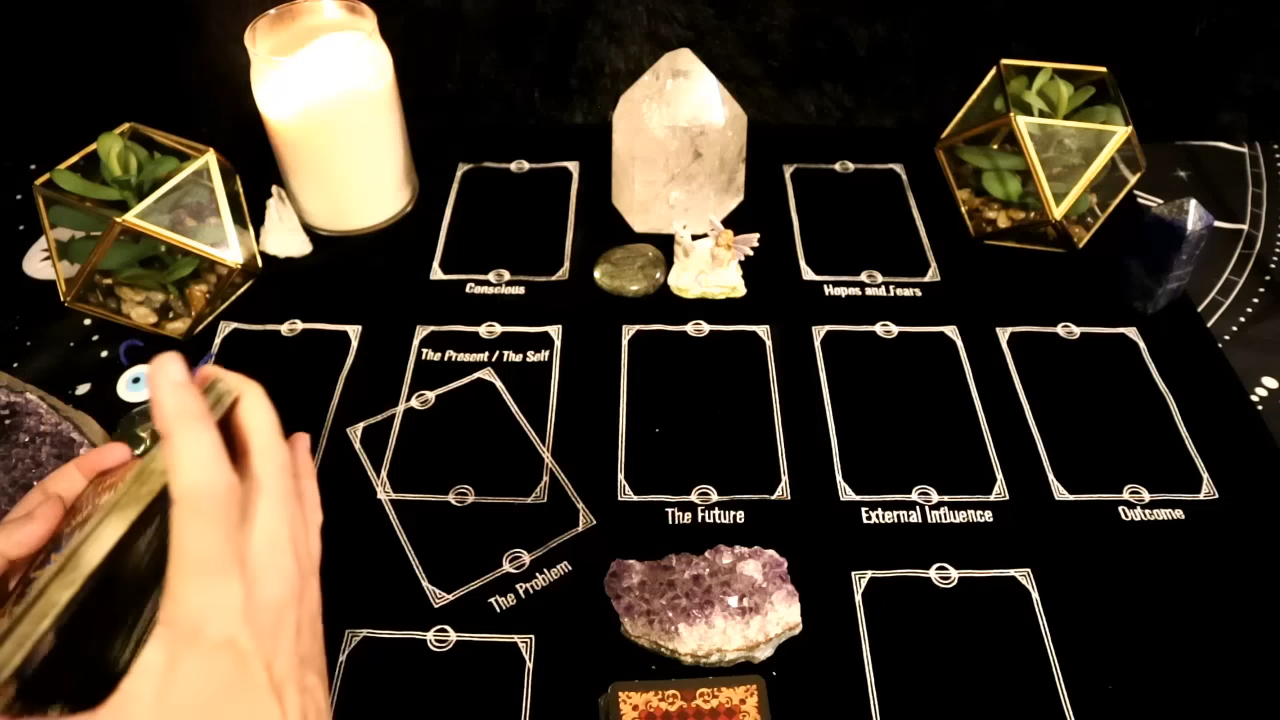 Conscious
Hopes and Fears
The Present / The Self
The Future
External Influence
Outcome
The Problem